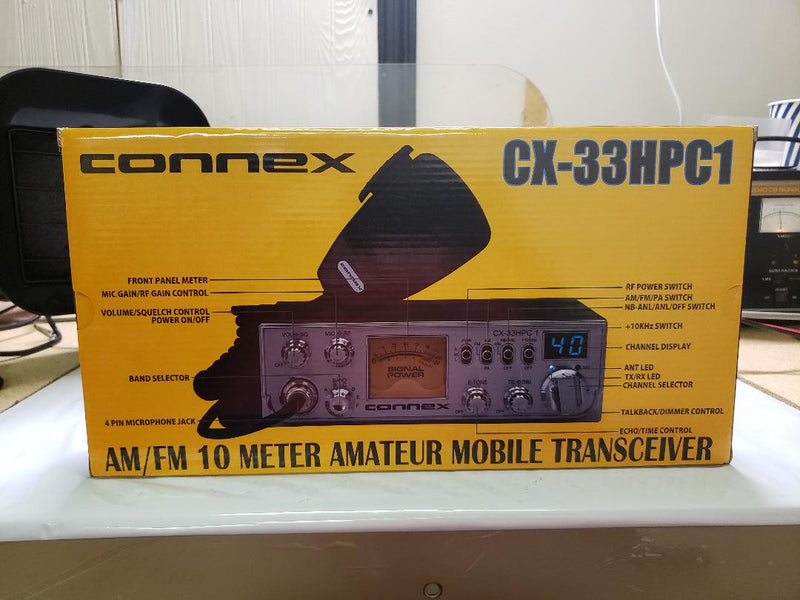 connex
CX-33HPC1
FRONT PANEL METER
MIC GAIN/RF GAIN CONTROL
VOLUME/SQUELCH CONTROL
POWER ON/OFF
BAND SELECTOR
4 PIN MICROPHONE JACK
RF POWER SWITCH
AM/FM/PA SWITCH
NB-ANL/ANL/OFF SWITCH
+10KHz SWITCH
CHANNEL DISPLAY
ANT LED
TX/RX LED
CHANNEL SELECTOR
TALKBACK/DIMMER CONTROL
ECHO/TIME CONTROL
CX-33HPC 1
40
SIGNAL
POWER
connex
AM/FM 10 METER AMATEUR MOBILE TRANSCEIVER